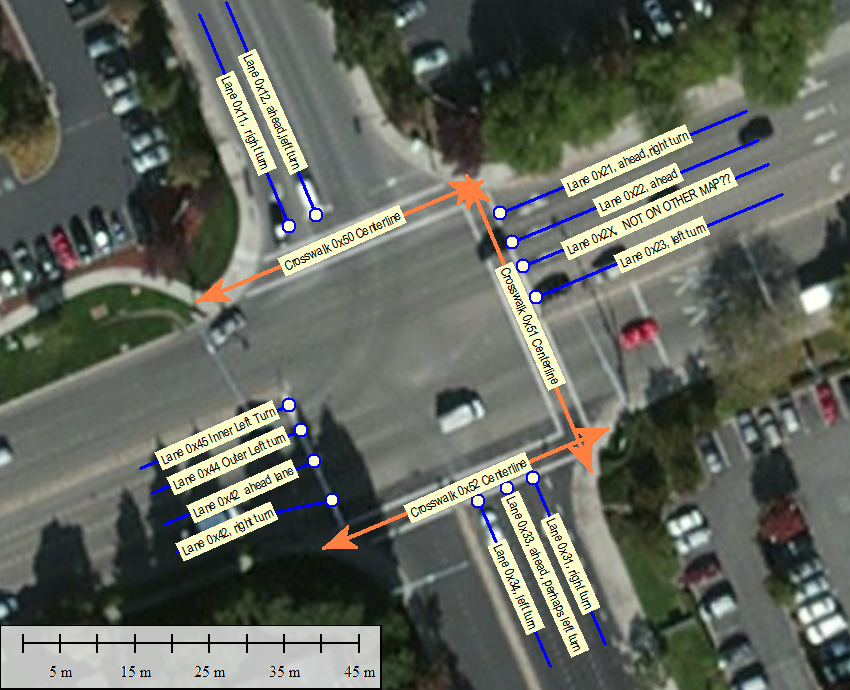 Lane 0x11, right turn
Lane 0x12, ahead,left turn
Lane 0x21, ahead,right turn
Lane 0x22, ahead
Lane 0x2X, NOT ON OTHER MAP??
Lane 0x23, left turn
Crosswalk 0x50 Centerline
Crosswalk 0x51 Centerline
Lane 0x45 Inner Left Turn
Lane 0x44 Outer Left turn
Lane 0x42 ahead lane
Lane 0x42, right turn
Crosswalk 0x52 Centerline
Lane 0x34, left turn
Lane 0x33, ahead, perhaps left turn
Lane 0x31, right turn
5 m 15 m 25 m 35 m 45 m